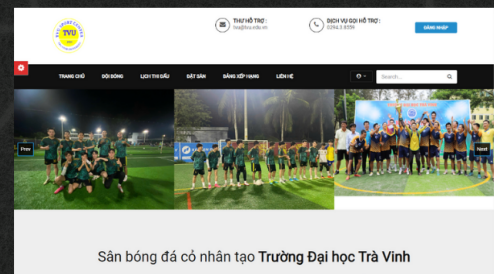 TVU
THƯ HỖ TRỢ :
tvu@tvu.edu.vn
DỊCH VỤ GỌI HỖ TRỢ :
0294.3.8559
ĐĂNG NHẬP
TRANG CHỦ ĐỘI BÓNG LỊCH THI ĐẤU ĐẶT SÂN BẢNG XẾP HẠNG LIÊN HỆ
Search...
Prev
Next
Sân bóng đá cỏ nhân tạo Trường Đại học Trà Vinh